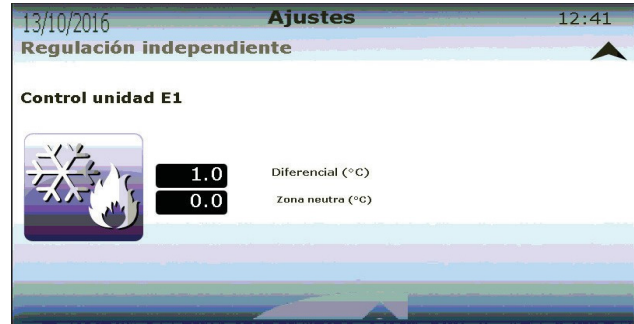 13/10/2016 Ajustes 12:41
Regulación independiente
Control unidad E1
1.0 Diferencial (°C)
0.0 Zona neutra (°C)